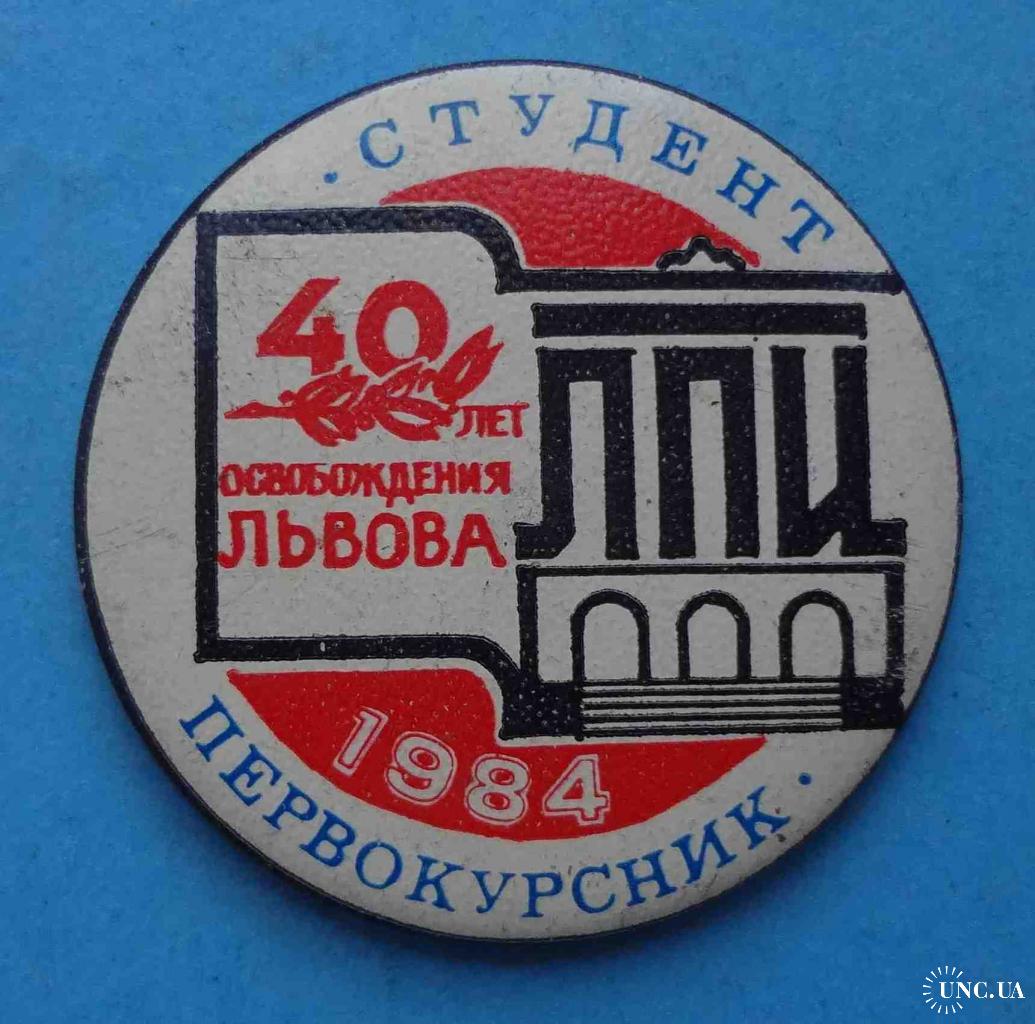 СТУДЕНТ
40
ЛЕТ
ОСВОБОЖДЕНИЯ
ЛЬВОВА
ЛПИ
1984
ПЕРВОКУРСНИК
UNC.UA